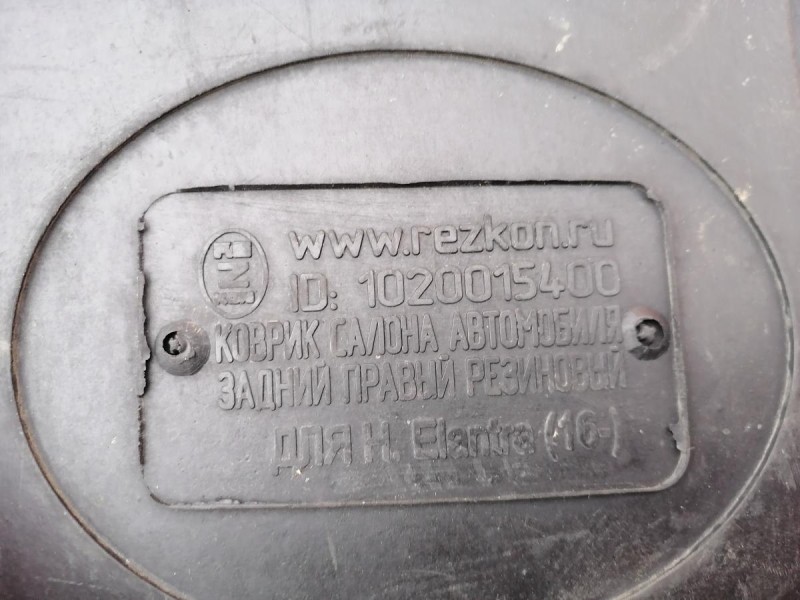 www.rezkon.ru
ID: 1020015400
КОВРИК САЛОНА АВТОМОБИЛЯ
ЗАДНИЙ ПРАВЫЙ РЕЗИНОВЫЙ
ДЛЯ H. Elantra (16-)